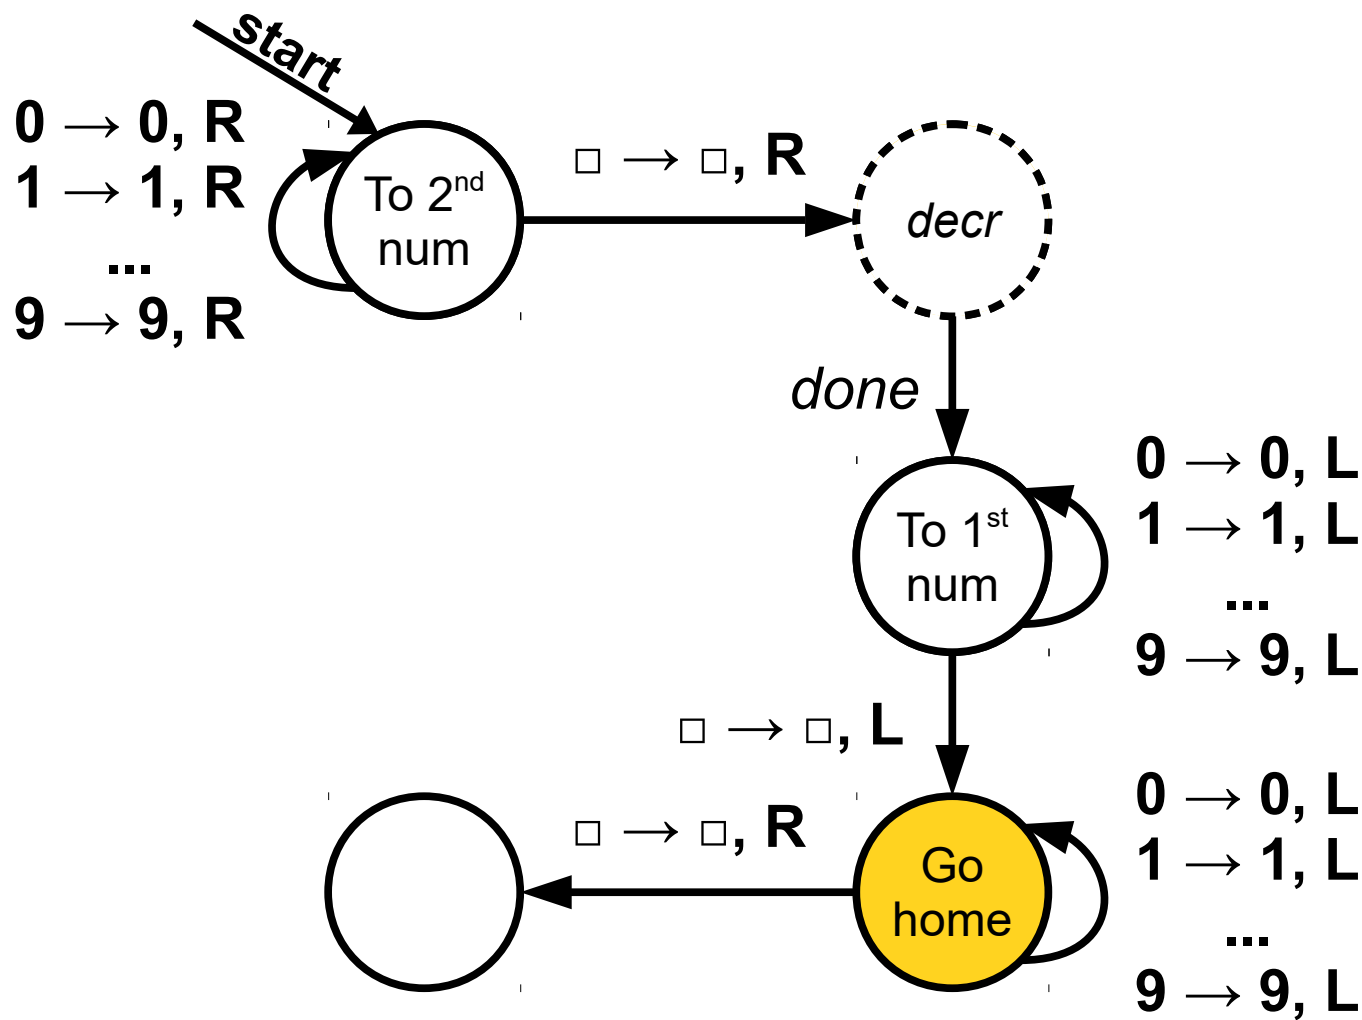 start
0 → 0, R
1 → 1, R
...
9 → 9, R
To 2nd
num
□ → □, R
decr
done
To 1st
num
0 → 0, L
1 → 1, L
...
9 → 9, L
□ → □, L
□ → □, R
Go
home
0 → 0, L
1 → 1, L
...
9 → 9, L